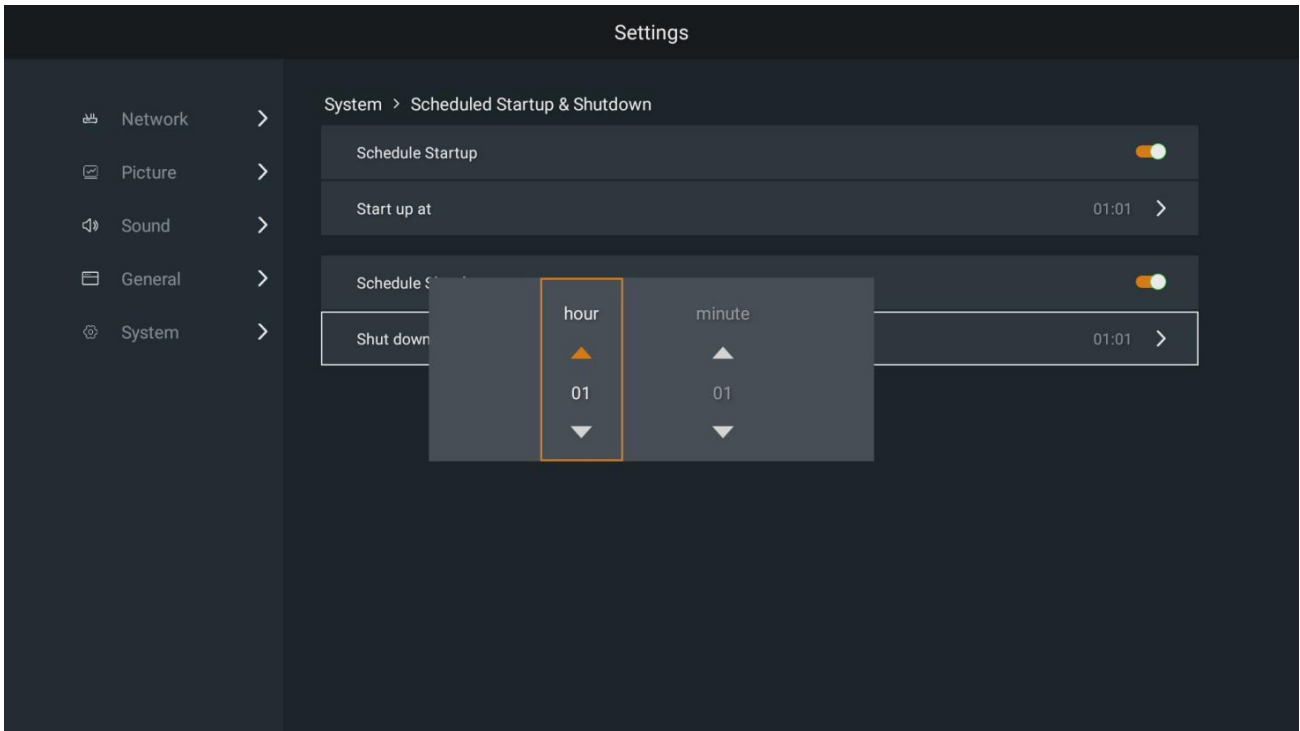 Settings
Network
Picture
Sound
General
System
System > Scheduled Startup & Shutdown
Schedule Startup
Start up at 01:01
Schedule
Shut down 01:01
hour minute
01 01